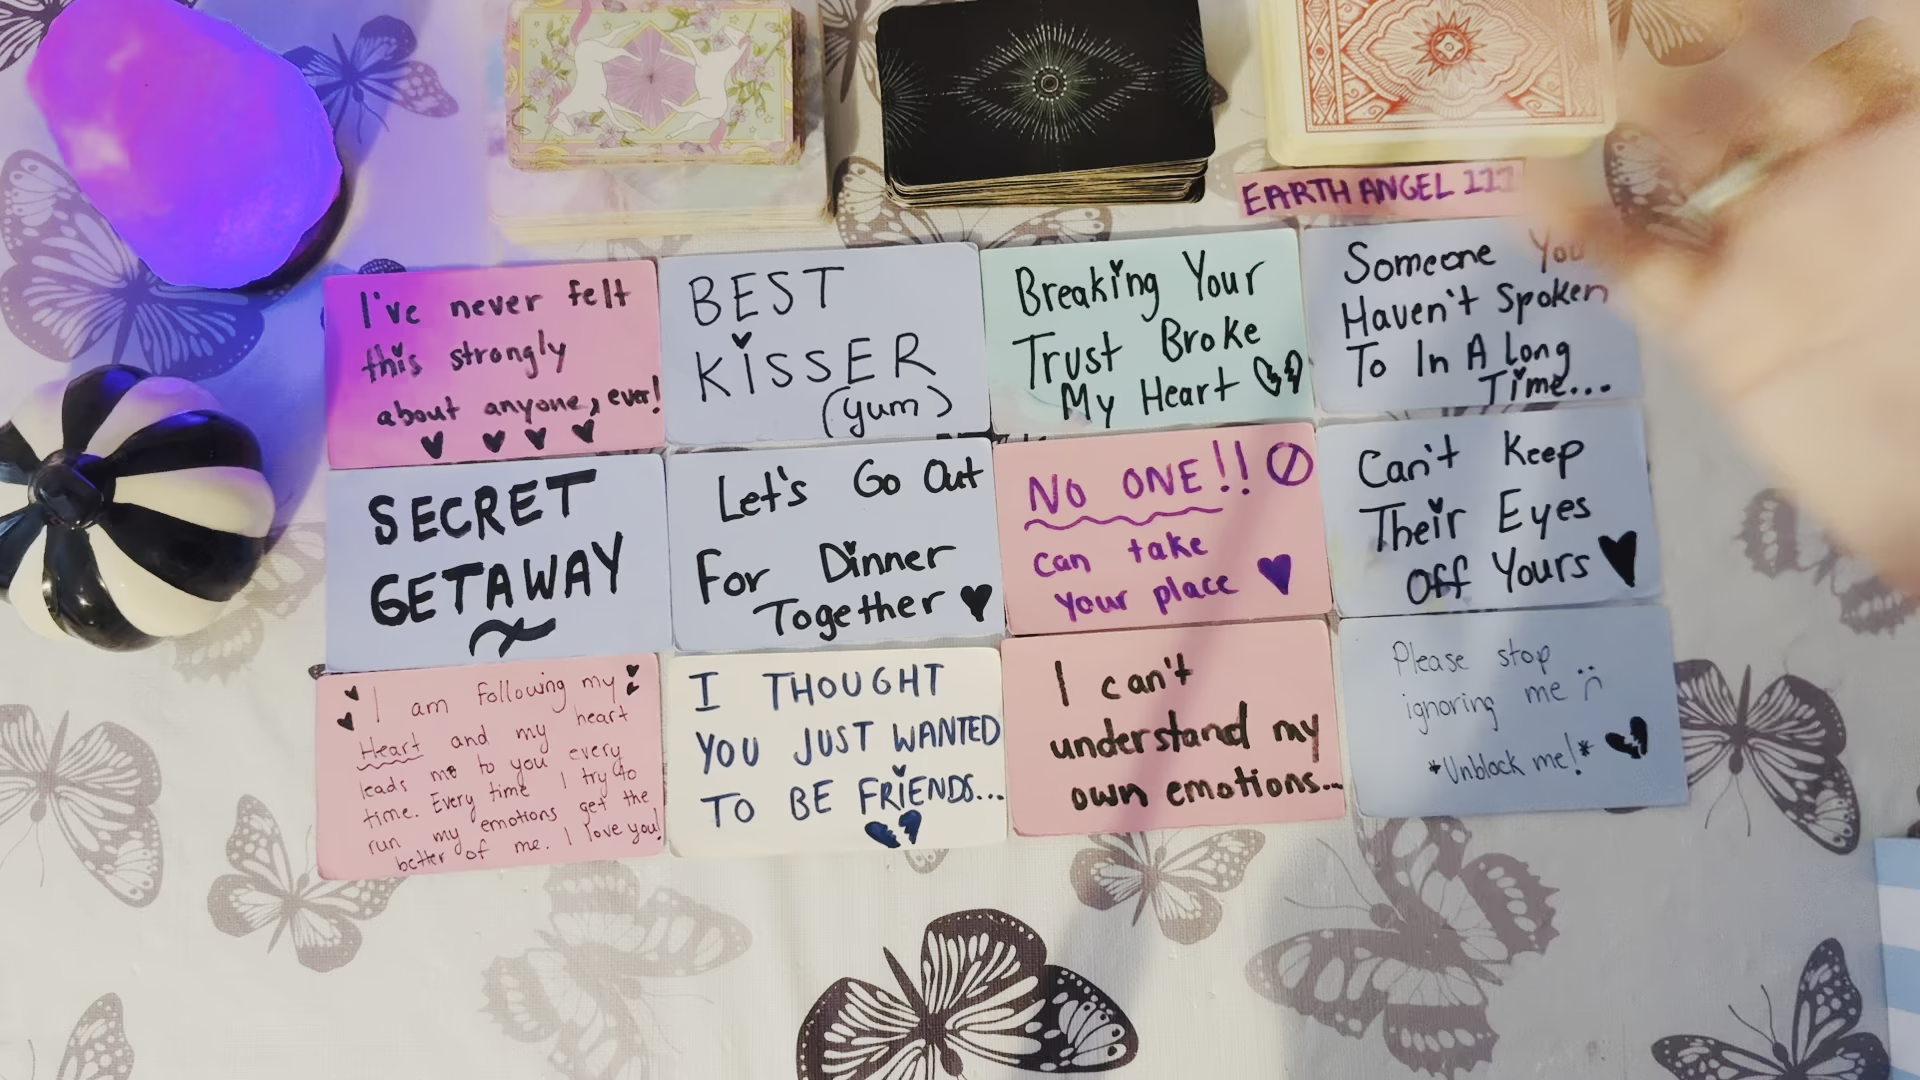 EARTH ANGEL 111
I've never felt
this strongly
about anyone, ever!
BEST
KiSSER
(yum)
Breaking Your
Trust Broke
My Heart
Someone You
Haven't Spoken
To In A Long
Time...
SECRET
GETAWAY
Let's Go Out
For Dinner
Together
NO ONE!!
can take
your place
Can't Keep
Their Eyes
Off Yours
I am following my
Heart and my heart
leads me to you every
time. Every time I try to
run my emotions get the
better of me. I love you!
I THOUGHT
YOU JUST WANTED
TO BE FRiENDS...
I can't
understand my
own emotions...
Please stop
ignoring me :(
*Unblock me!*